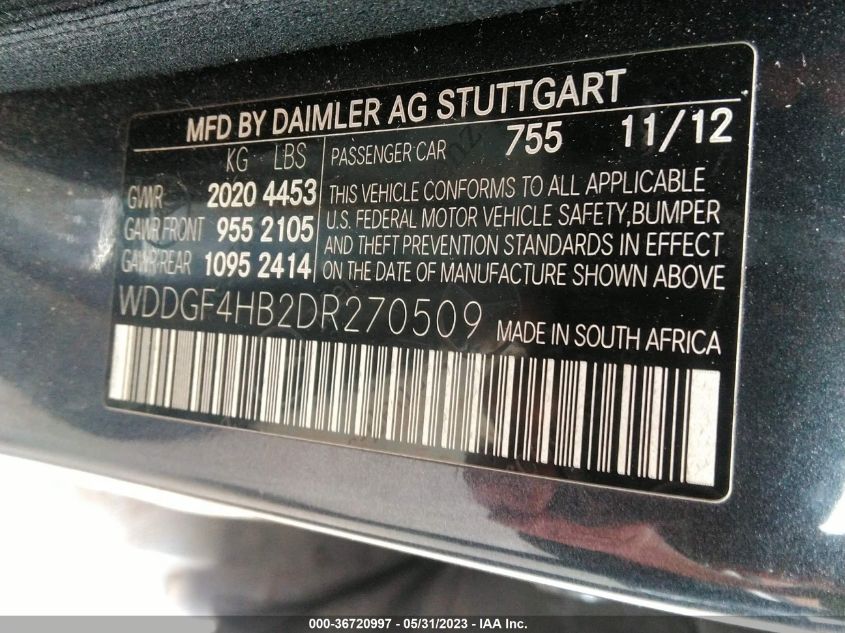 MFD BY DAIMLER AG STUTTGART
KG LBS
GVWR 2020 4453
GAWR FRONT 955 2105
GAWR REAR 1095 2414
PASSENGER CAR 755 11/12
THIS VEHICLE CONFORMS TO ALL APPLICABLE
U.S. FEDERAL MOTOR VEHICLE SAFETY,BUMPER
AND THEFT PREVENTION STANDARDS IN EFFECT
ON THE DATE OF MANUFACTURE SHOWN ABOVE
WDDGF4HB2DR270509 MADE IN SOUTH AFRICA
000-36720997 - 05/31/2023 - IAA Inc.